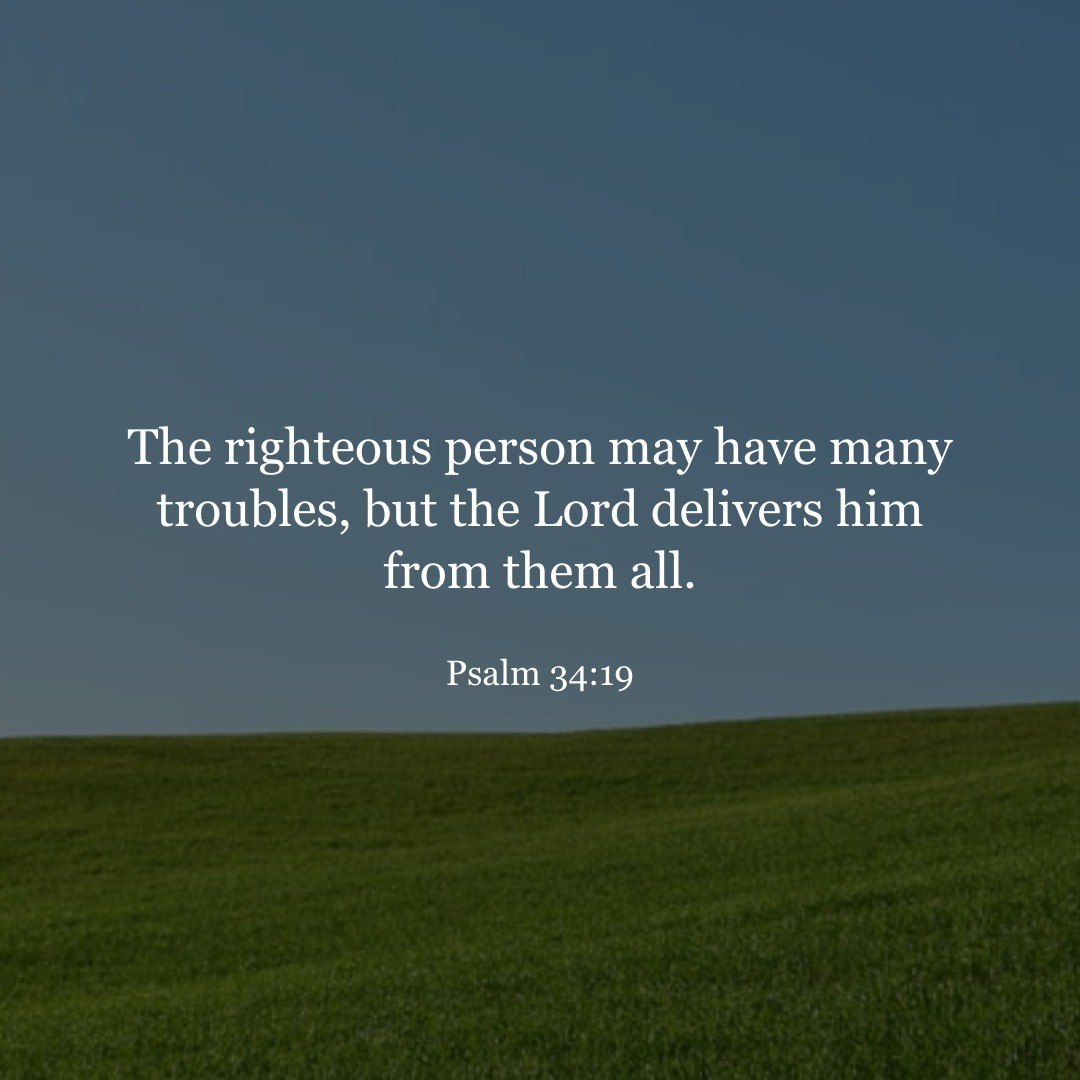 The righteous person may have many
troubles, but the Lord delivers him
from them all.
Psalm 34:19